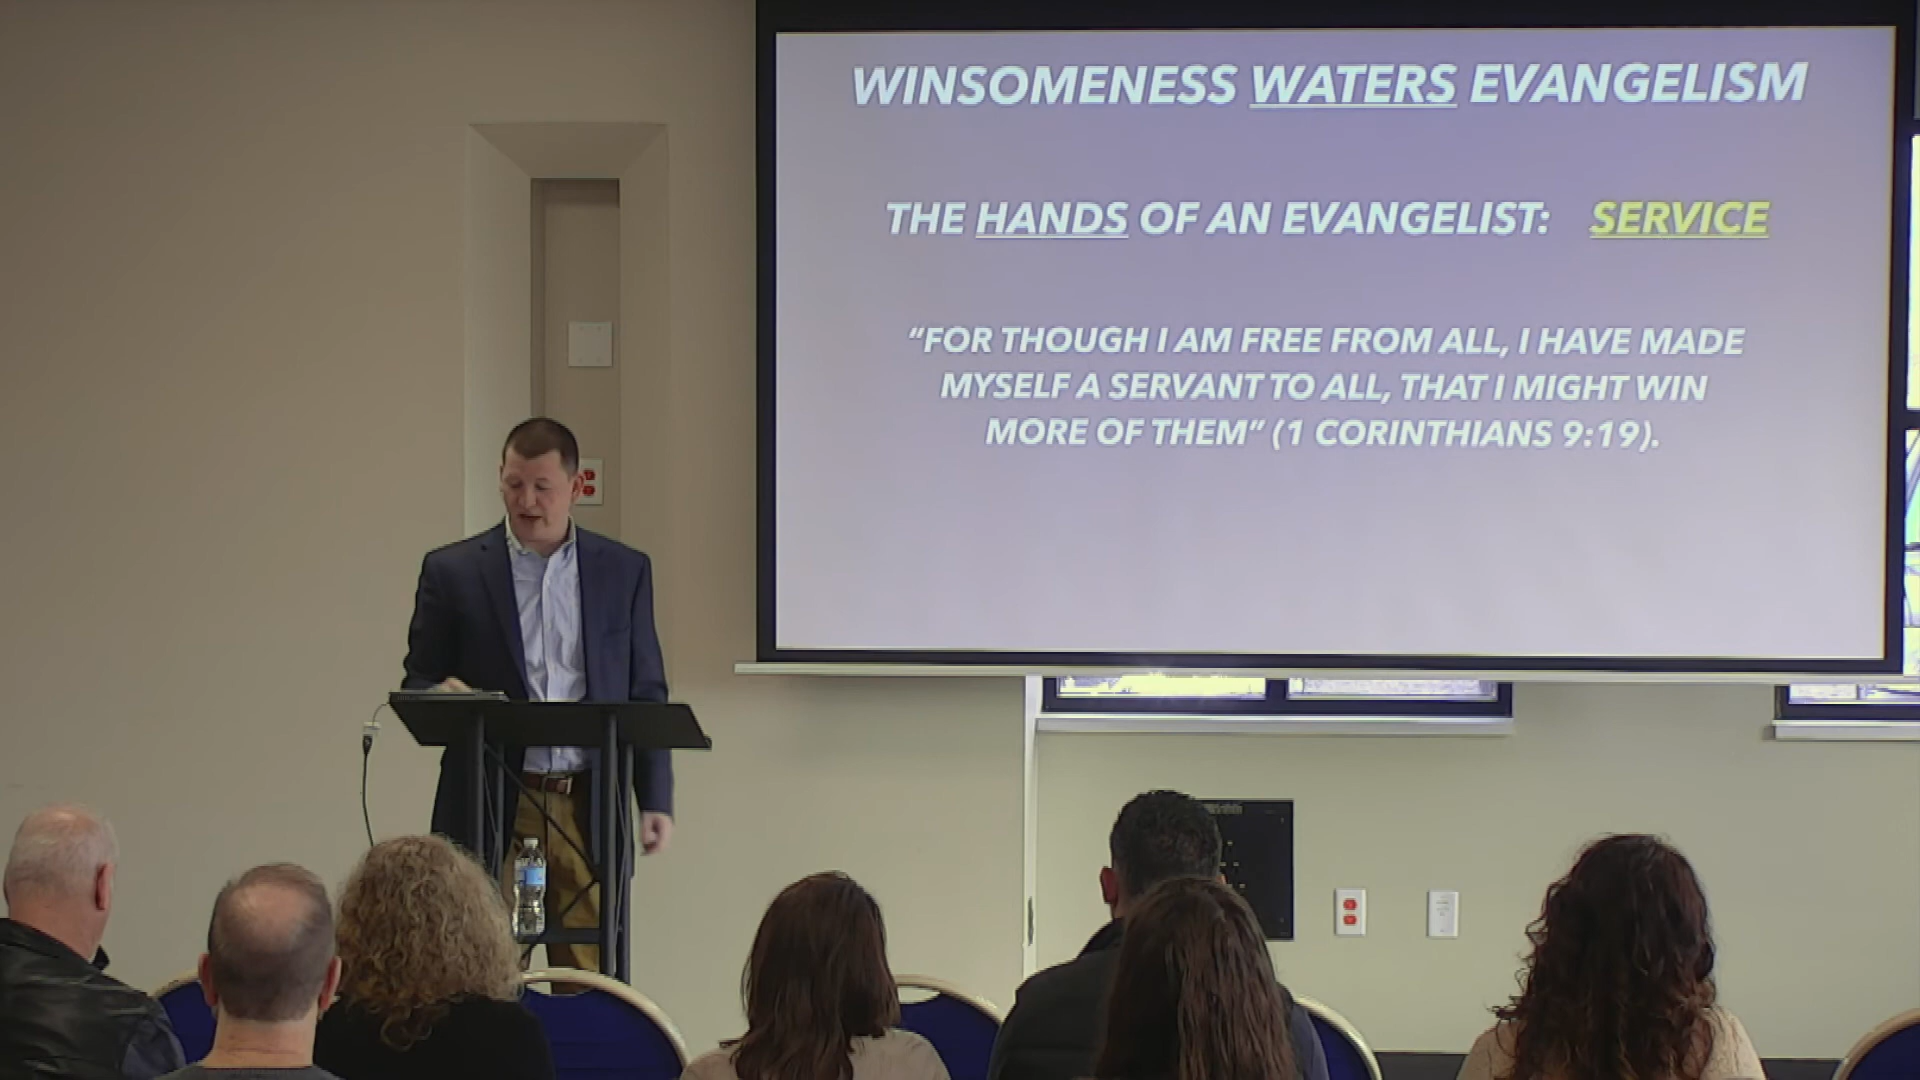 WINSOMENESS WATERS EVANGELISM
THE HANDS OF AN EVANGELIST: SERVICE
“FOR THOUGH I AM FREE FROM ALL, I HAVE MADE
MYSELF A SERVANT TO ALL, THAT I MIGHT WIN
MORE OF THEM” (1 CORINTHIANS 9:19).